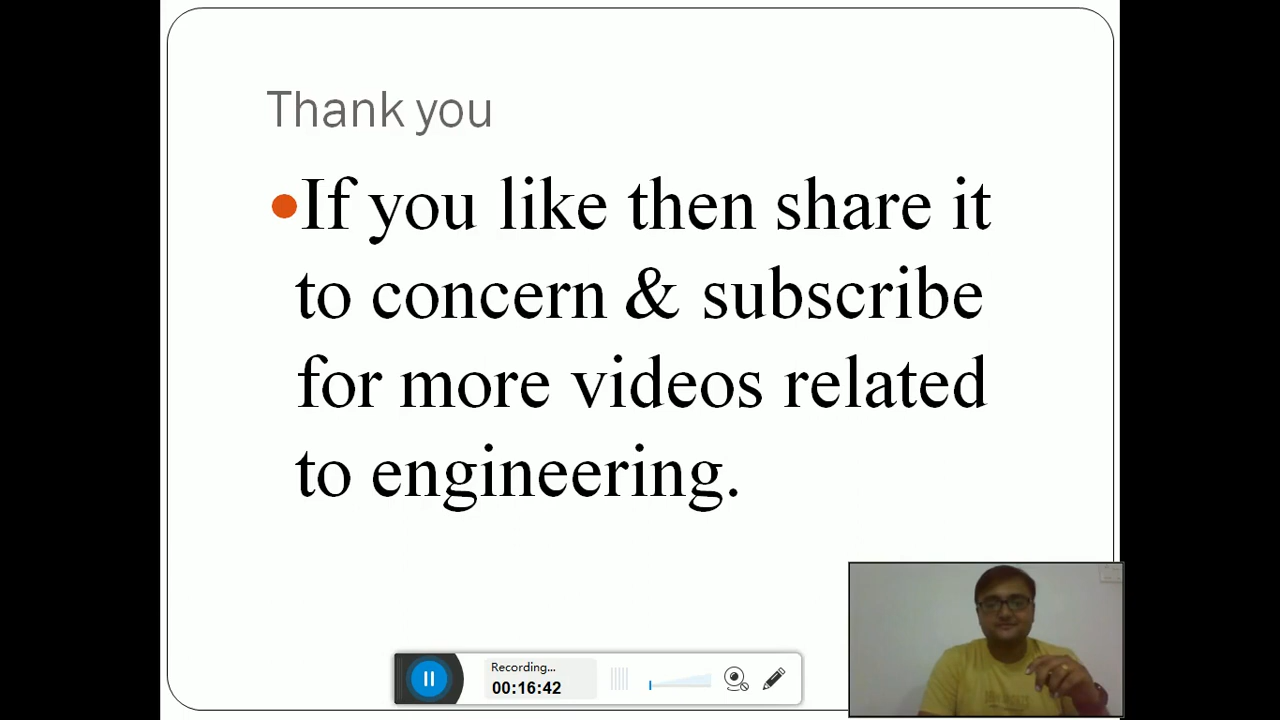 Thank you
•If you like then share it
to concern & subscribe
for more videos related
to engineering.
Recording...
00:16:42